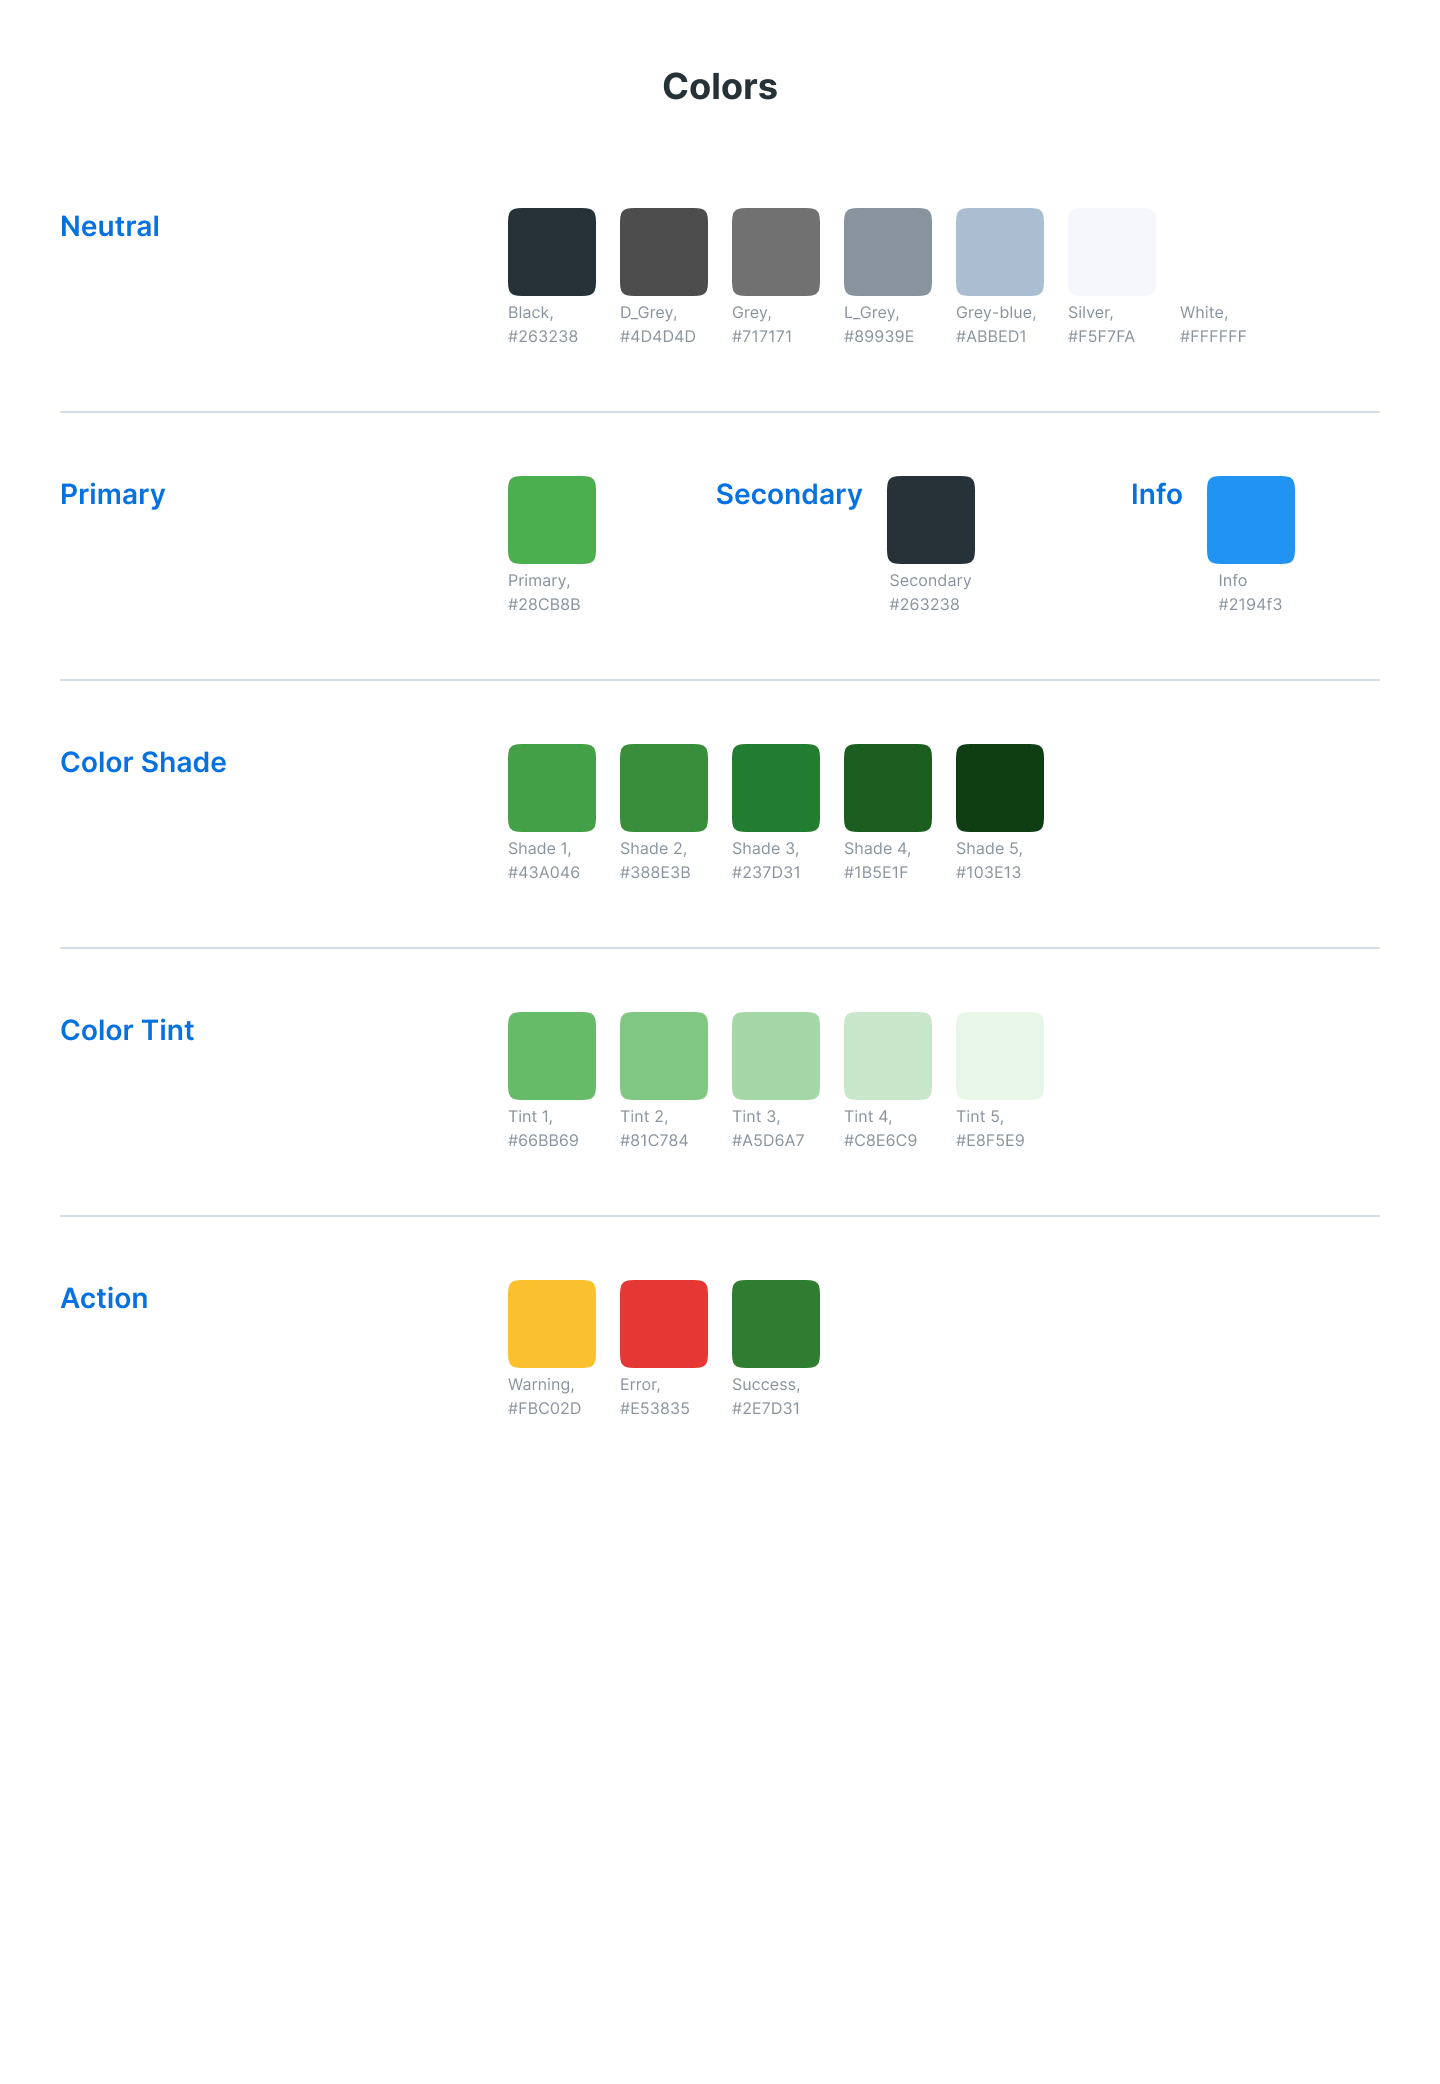 Colors
Neutral
Black,
#263238
D_Grey,
#4D4D4D
Grey,
#717171
L_Grey,
#89939E
Grey-blue,
#ABBED1
Silver,
#F5F7FA
White,
#FFFFFF
Primary
Primary,
#28CB8B
Secondary
Secondary
#263238
Info
Info
#2194f3
Color Shade
Shade 1,
#43A046
Shade 2,
#388E3B
Shade 3,
#237D31
Shade 4,
#1B5E1F
Shade 5,
#103E13
Color Tint
Tint 1,
#66BB69
Tint 2,
#81C784
Tint 3,
#A5D6A7
Tint 4,
#C8E6C9
Tint 5,
#E8F5E9
Action
Warning,
#FBC02D
Error,
#E53835
Success,
#2E7D31